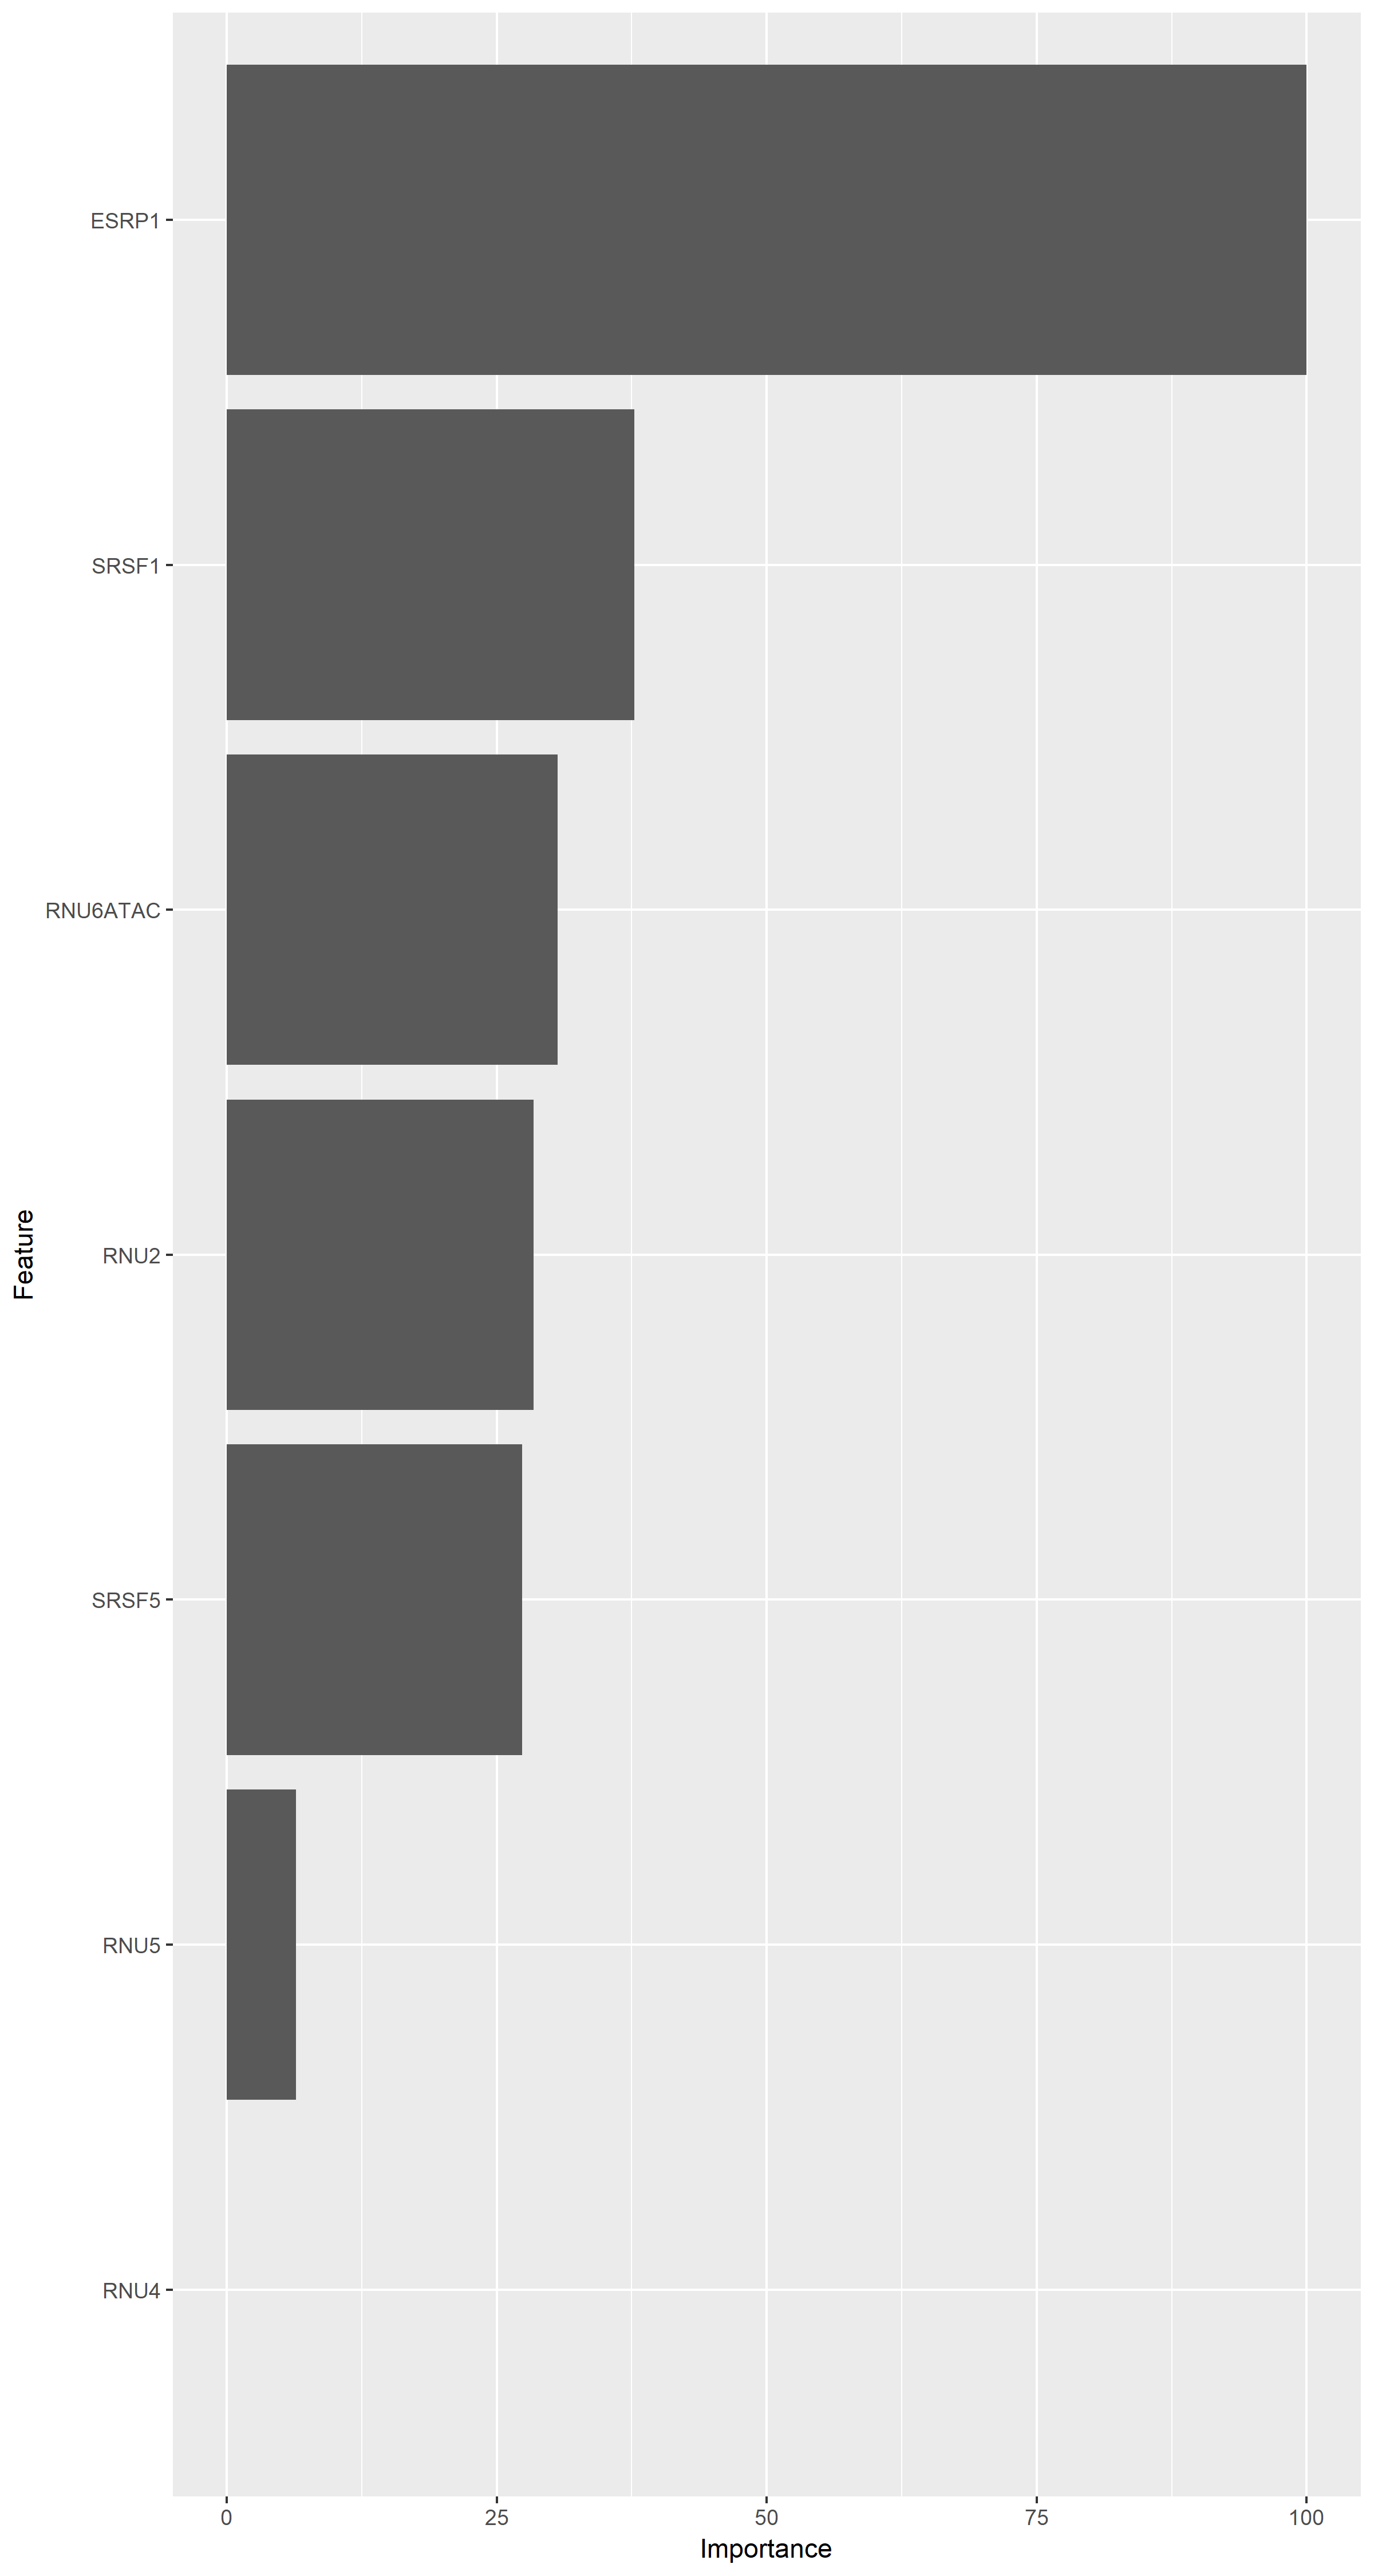 ESRP1
SRSF1
RNU6ATAC
RNU2
SRSF5
RNU5
RNU4
Feature
0 25 50 75 100
Importance